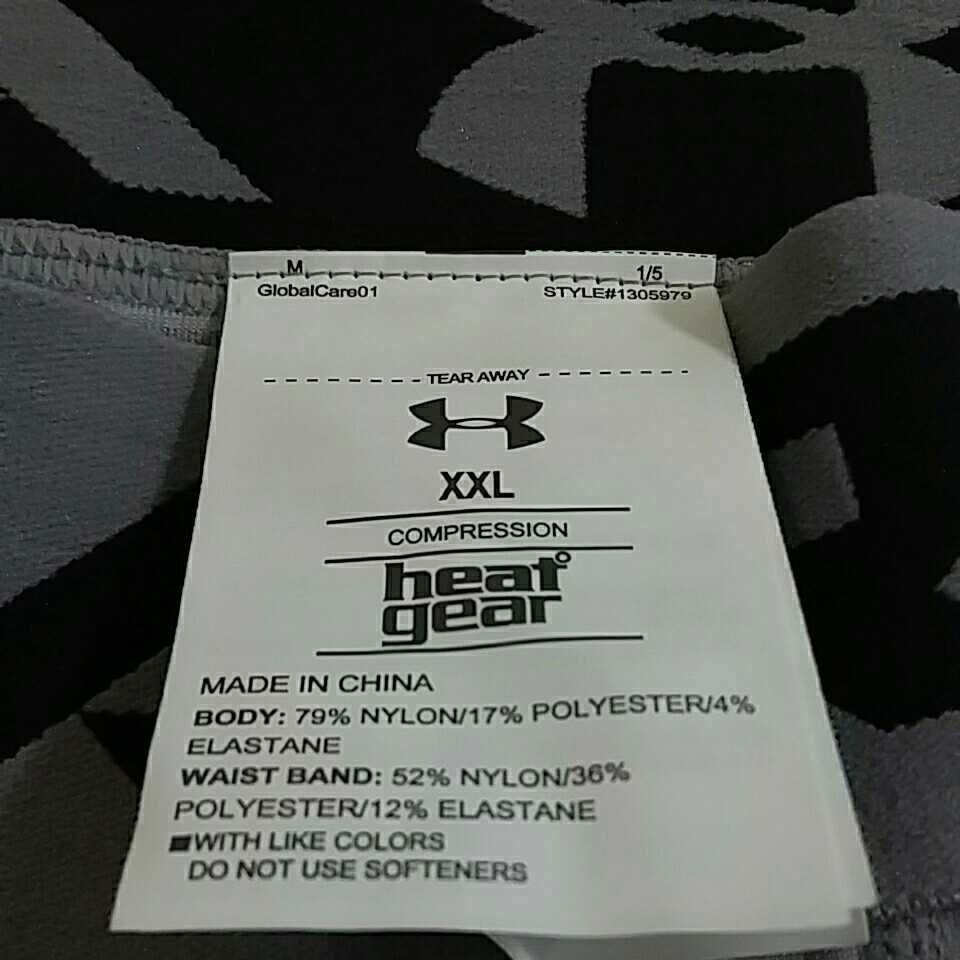 M 1/5
GlobalCare01 STYLE#1305979
TEAR AWAY
XXL
COMPRESSION
heat
gear
MADE IN CHINA
BODY: 79% NYLON/17% POLYESTER/4%
ELASTANE
WAIST BAND: 52% NYLON/36%
POLYESTER/12% ELASTANE
WITH LIKE COLORS
DO NOT USE SOFTENERS